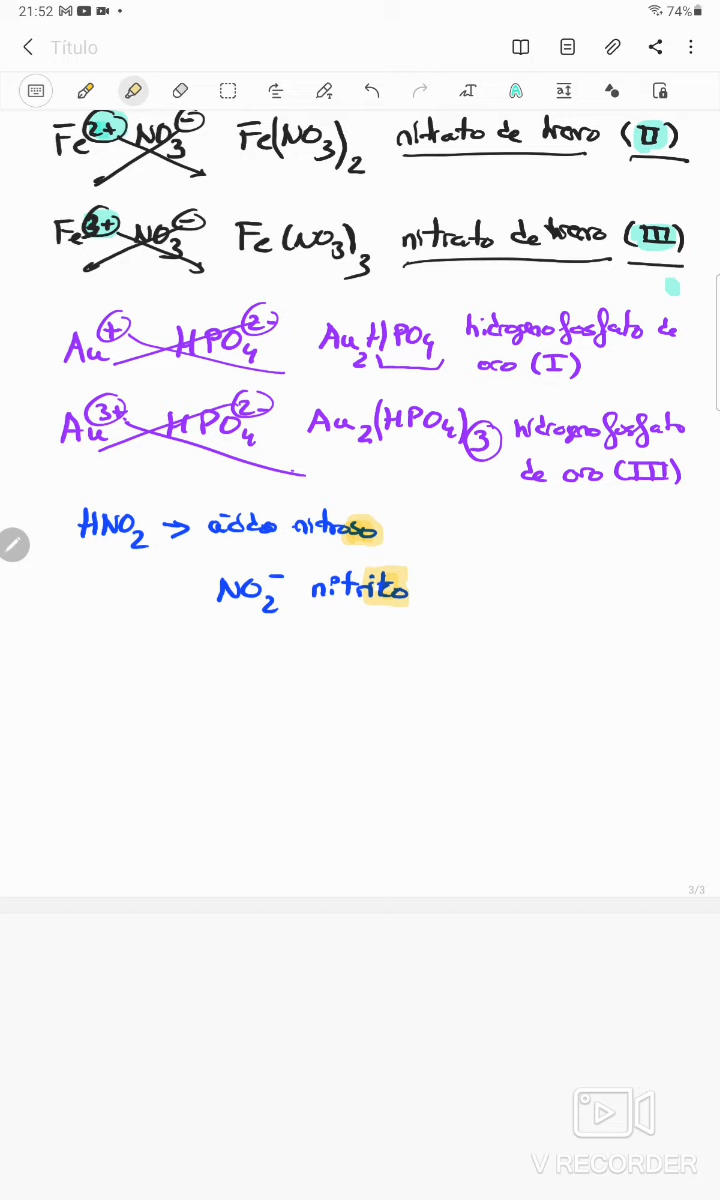 21:52 74%
Título
Fe2+ NO3- Fe(NO3)2 nitrato de hierro (II)
Fe3+ NO3- Fe(NO3)3 nitrato de hierro (III)
Au+ HPO42- Au2HPO4 hidrogenofosfato de
oro (I)
Au3+ HPO42- Au2(HPO4)3 hidrogenofosfato
de oro (III)
HNO2 → ácido nitroso
NO2- nitrito
3/3
V RECORDER